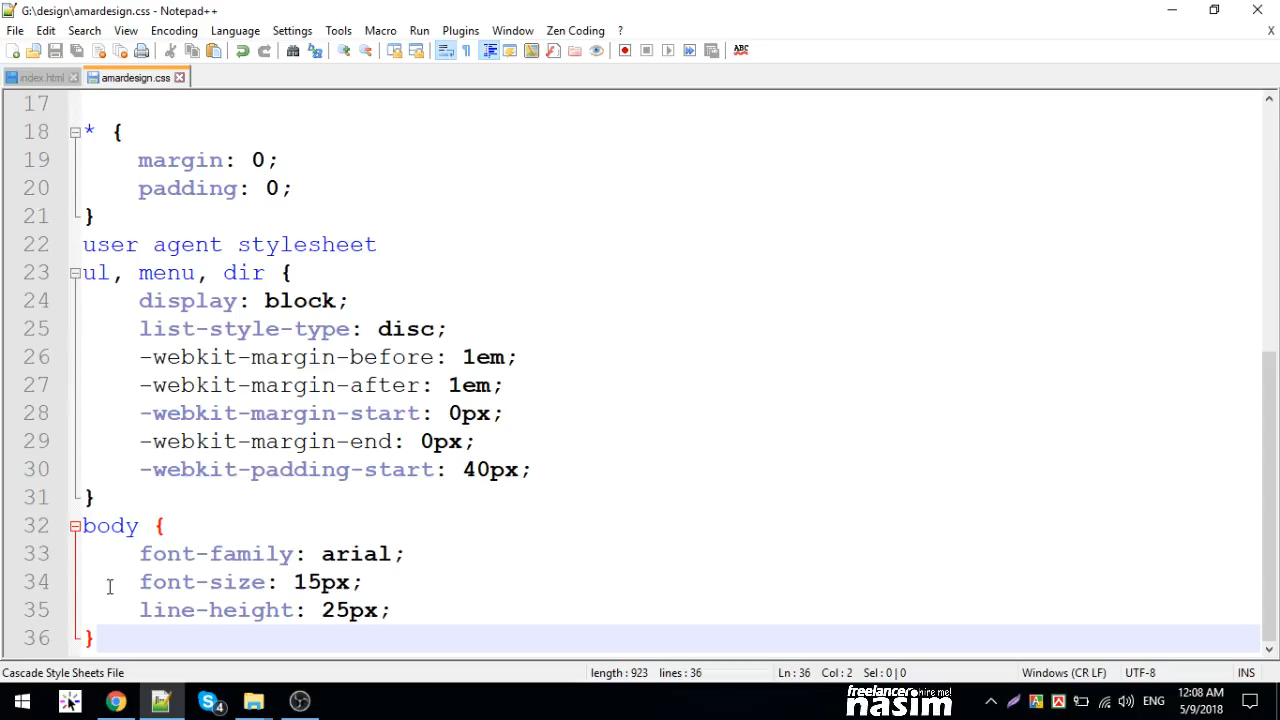 G:\design\amardesign.css - Notepad++
File Edit Search View Encoding Language Settings Tools Macro Run Plugins Window Zen Coding ? X
ABC
index.html amardesign.css
17
18 * {
19 margin: 0;
20 padding: 0;
21 }
22 user agent stylesheet
23 ul, menu, dir {
24 display: block;
25 list-style-type: disc;
26 -webkit-margin-before: 1em;
27 -webkit-margin-after: 1em;
28 -webkit-margin-start: 0px;
29 -webkit-margin-end: 0px;
30 -webkit-padding-start: 40px;
31 }
32 body {
33 font-family: arial;
34 font-size: 15px;
35 line-height: 25px;
36 }
Cascade Style Sheets File length : 923 lines : 36 Ln : 36 Col : 2 Sel : 0 | 0 Windows (CR LF) UTF-8 INS
4
freelancer hire me!
nasim
ENG
12:08 AM
5/9/2018